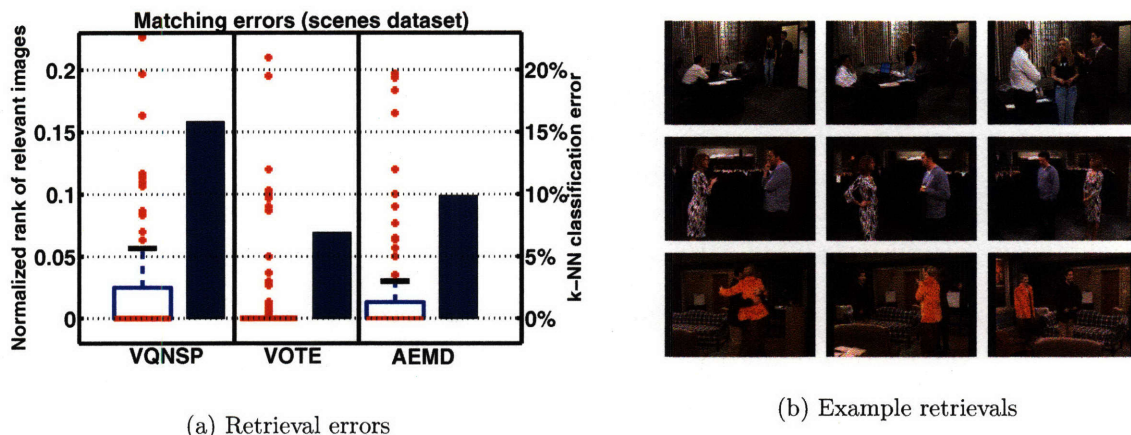 Matching errors (scenes dataset)
Normalized rank of relevant images
0.2
0.15
0.1
0.05
0
20%
15%
10%
5%
0%
k-NN classification error
VQNSP VOTE AEMD
(a) Retrieval errors
(b) Example retrievals